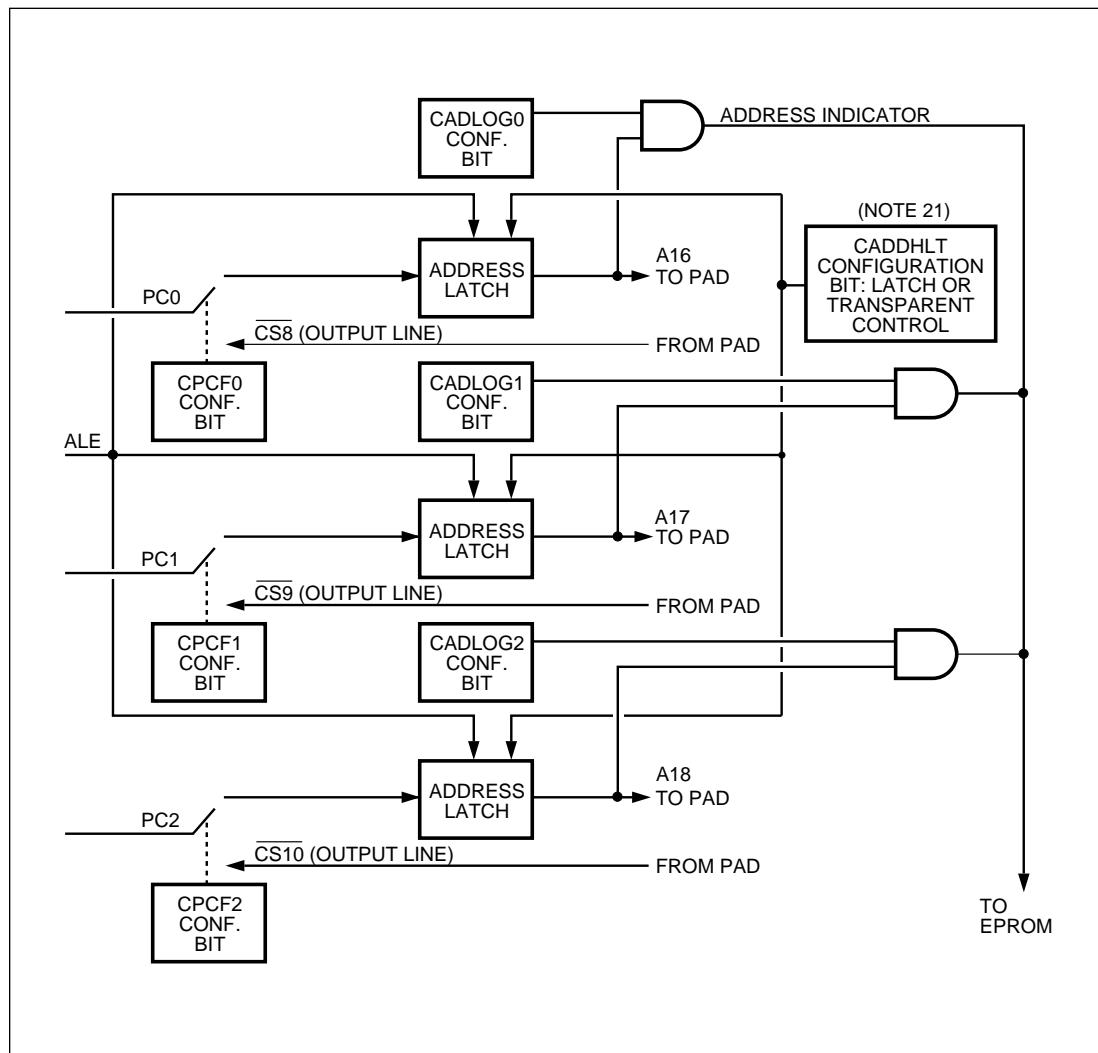 CADLOG0
CONF.
BIT
ADDRESS INDICATOR
(NOTE 21)
CADDHLT
CONFIGURATION
BIT: LATCH OR
TRANSPARENT
CONTROL
ADDRESS
LATCH
A16
TO PAD
PC0
CS8 (OUTPUT LINE)
FROM PAD
CPCF0
CONF.
BIT
CADLOG1
CONF.
BIT
ALE
ADDRESS
LATCH
A17
TO PAD
PC1
CS9 (OUTPUT LINE)
FROM PAD
CPCF1
CONF.
BIT
CADLOG2
CONF.
BIT
ADDRESS
LATCH
A18
TO PAD
PC2
CS10 (OUTPUT LINE)
FROM PAD
CPCF2
CONF.
BIT
TO
EPROM